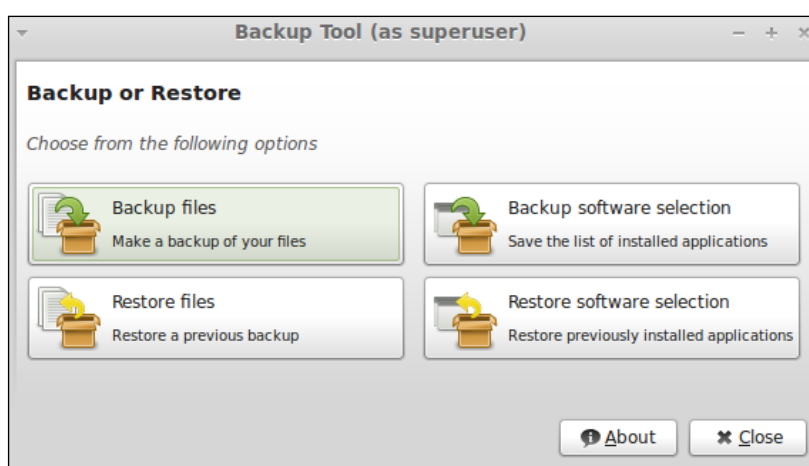 Backup Tool (as superuser)
Backup or Restore
Choose from the following options
Backup files
Make a backup of your files
Backup software selection
Save the list of installed applications
Restore files
Restore a previous backup
Restore software selection
Restore previously installed applications
About
Close